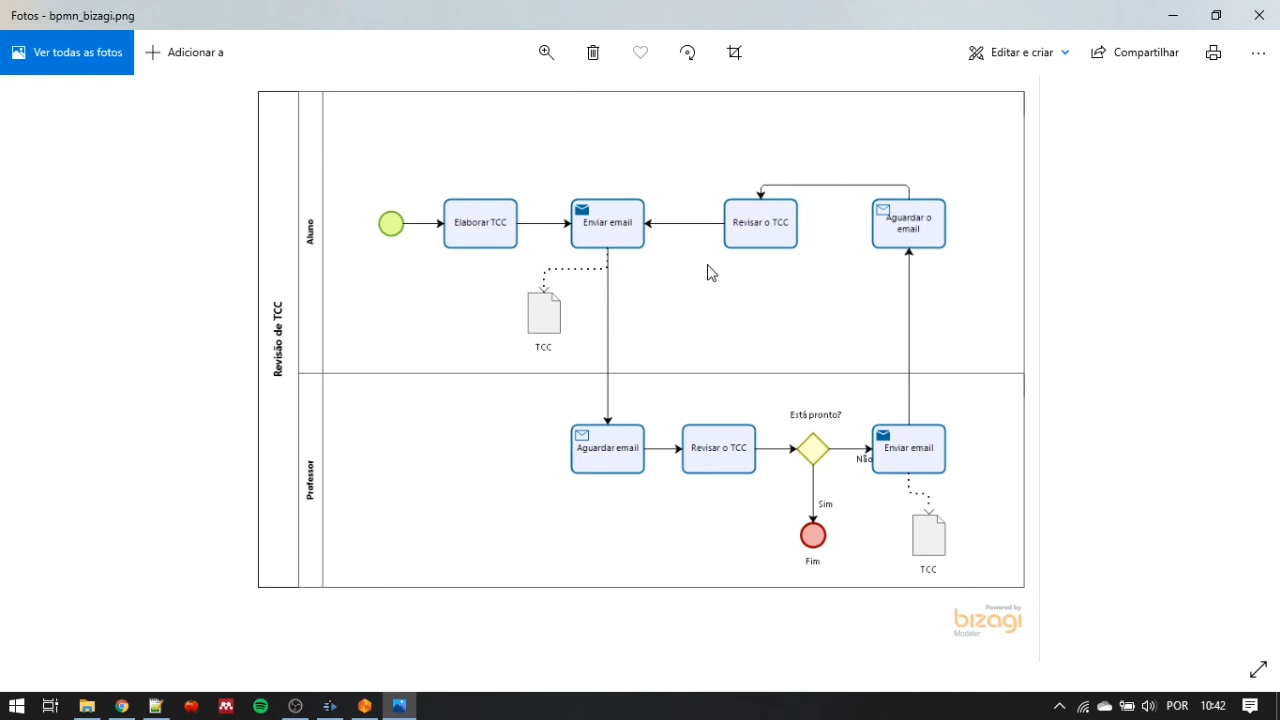 Fotos - bpmn_bizagi.png
Ver todas as fotos
Adicionar a
Editar e criar
Compartilhar
Revisão de TCC
Aluno
Elaborar TCC
Enviar email
Revisar o TCC
Aguardar o
email
TCC
Professor
Está pronto?
Aguardar email
Revisar o TCC
Não
Enviar email
Sim
Fim
TCC
Powered by
bizagi
Modeler
POR
10:42